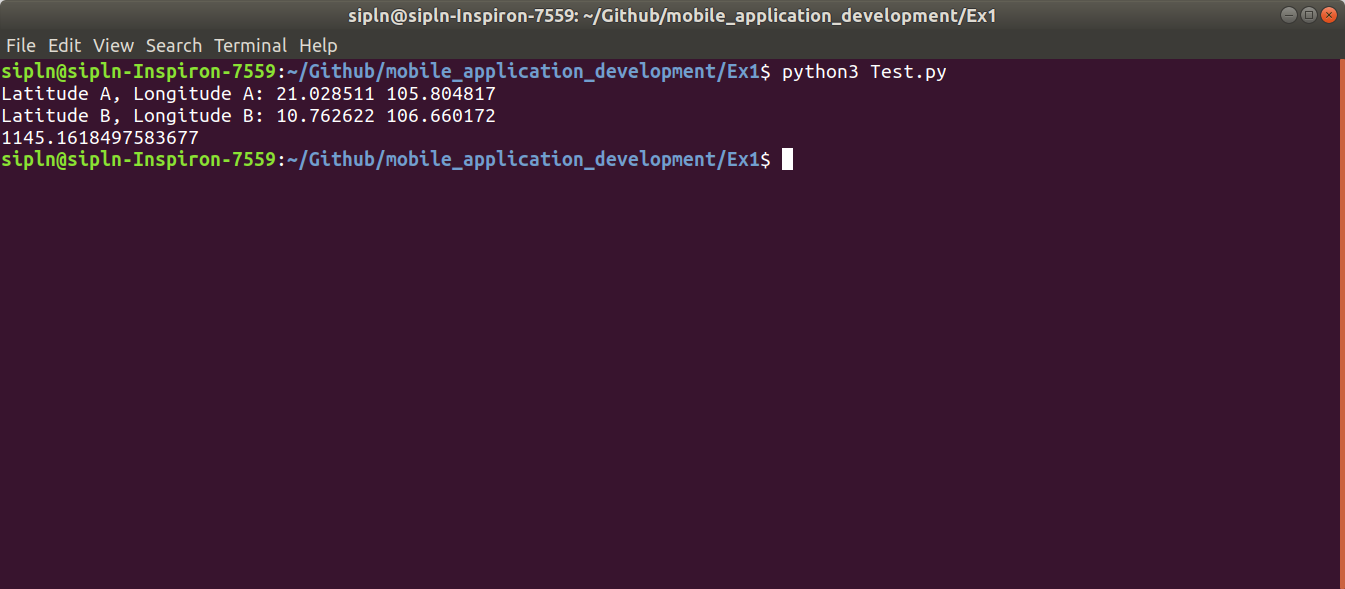 sipln@sipln-Inspiron-7559: ~/Github/mobile_application_development/Ex1
File Edit View Search Terminal Help
sipln@sipln-Inspiron-7559:~/Github/mobile_application_development/Ex1$ python3 Test.py
Latitude A, Longitude A: 21.028511 105.804817
Latitude B, Longitude B: 10.762622 106.660172
1145.1618497583677
sipln@sipln-Inspiron-7559:~/Github/mobile_application_development/Ex1$